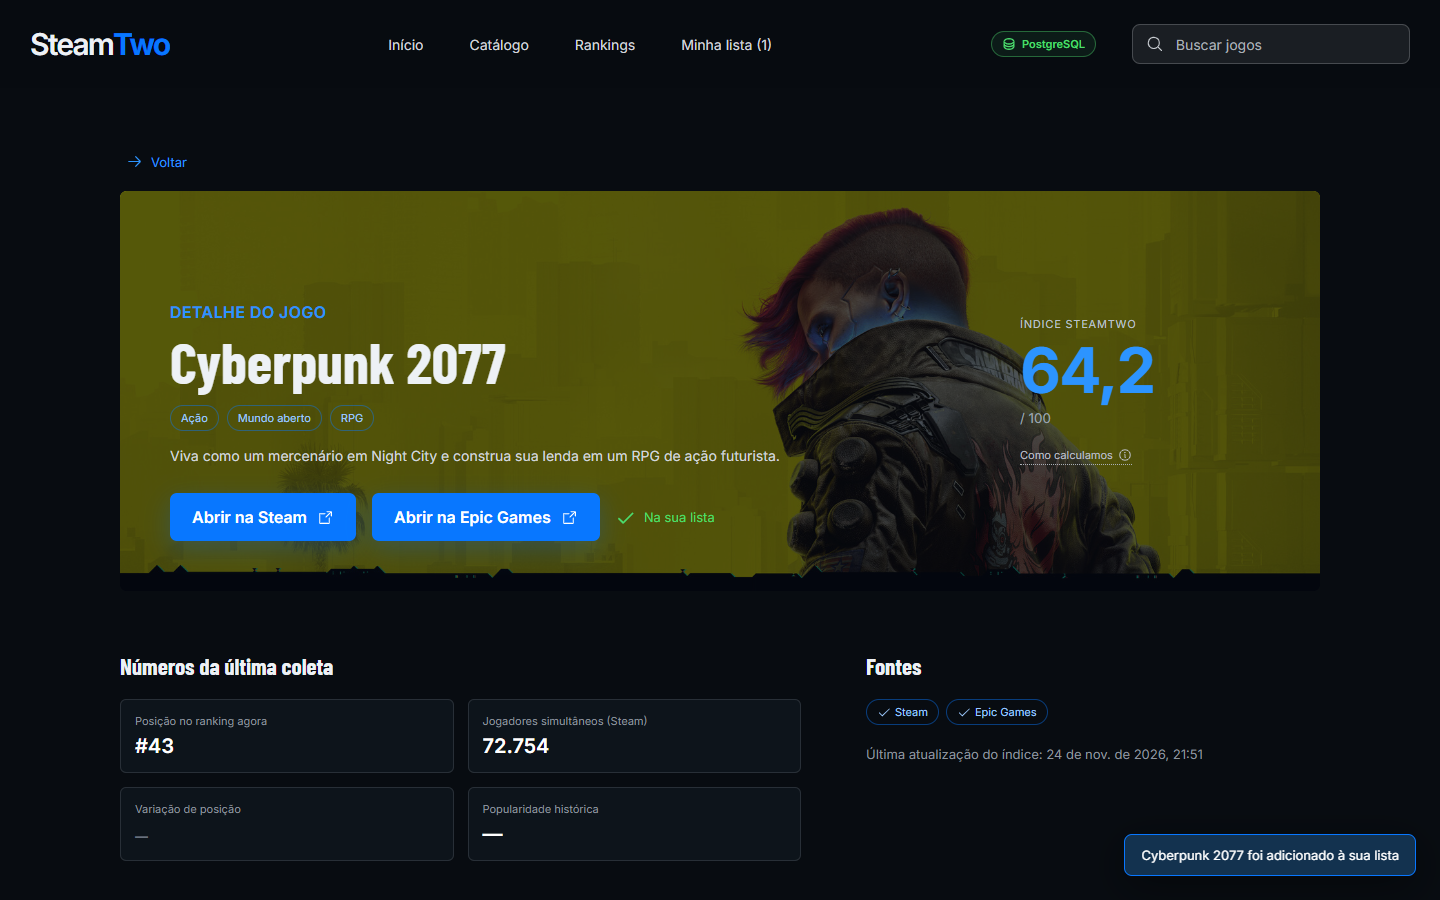 SteamTwo
Início
Catálogo
Rankings
Minha lista (1)
PostgreSQL
Buscar jogos
Voltar
DETALHE DO JOGO
Cyberpunk 2077
Ação
Mundo aberto
RPG
Viva como um mercenário em Night City e construa sua lenda em um RPG de ação futurista.
Abrir na Steam
Abrir na Epic Games
Na sua lista
ÍNDICE STEAMTWO
64,2
/ 100
Como calculamos
Números da última coleta
Posição no ranking agora
#43
Jogadores simultâneos (Steam)
72.754
Variação de posição
—
Popularidade histórica
—
Fontes
Steam
Epic Games
Última atualização do índice: 24 de nov. de 2026, 21:51
Cyberpunk 2077 foi adicionado à sua lista